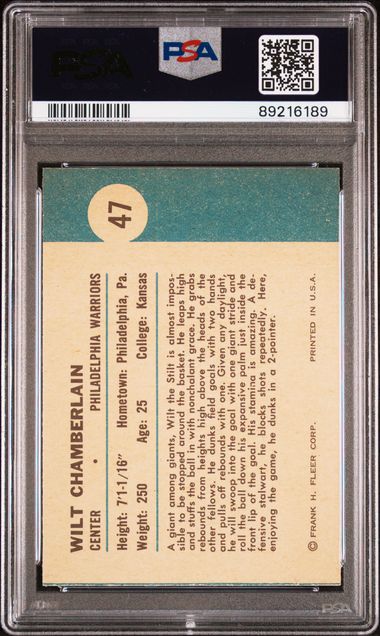 PSA
PSA
89216189
47
WILT CHAMBERLAIN
CENTER • PHILADELPHIA WARRIORS
Height: 7'1-1/16" Hometown: Philadelphia, Pa.
Weight: 250 Age: 25 College: Kansas
A giant among giants, Wilt the Stilt is almost impos-
sible to be stopped around the basket. He leaps high
and stuffs the ball in with nonchalant grace. He grabs
rebounds from heights high above the heads of the
other fellows. He dunks field goals with two hands
and pulls off rebounds with one. Given any daylight,
he will swoop into the goal with one giant stride and
roll the ball down his expansive palm just inside the
front lip of the goal. His stamina is amazing. A de-
fensive stalwart, he blocks shots repeatedly. Here,
enjoying the game, he dunks in a 2-pointer.
© FRANK H. FLEER CORP. PRINTED IN U.S.A.